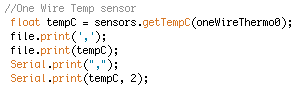 //One Wire Temp sensor
float tempC = sensors.getTempC(oneWireThermo0);
file.print(',');
file.print(tempC);
Serial.print(",");
Serial.print(tempC, 2);